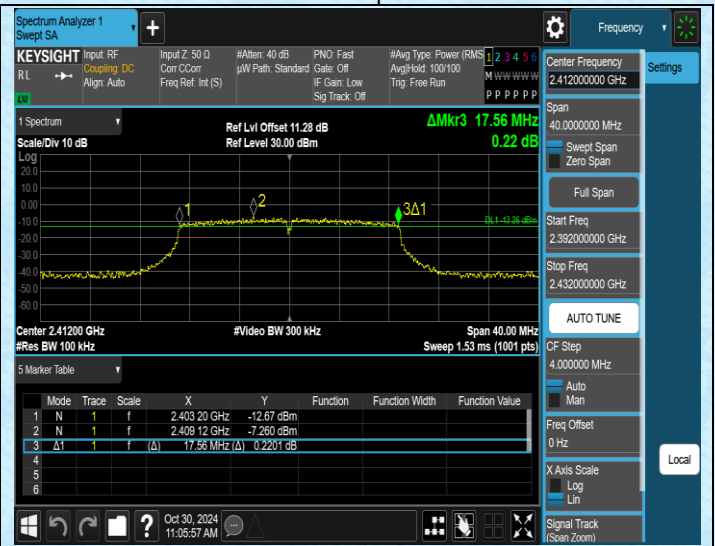 Spectrum Analyzer 1
Swept SA
+
Frequency
KEYSIGHT
RL
LXI
Input: RF
Coupling: DC
Align: Auto
Input Z: 50 Ω
Corr CCorr
Freq Ref: Int (S)
#Atten: 40 dB
µW Path: Standard
PNO: Fast
Gate: Off
IF Gain: Low
Sig Track: Off
#Avg Type: Power (RMS
Avg|Hold: 100/100
Trig: Free Run
1 2 3 4 5 6
M W W W W W
P P P P P P
1 Spectrum
Scale/Div 10 dB
Ref Lvl Offset 11.28 dB
Ref Level 30.00 dBm
ΔMkr3 17.56 MHz
0.22 dB
Log
20.0
10.0
0.00
-10.0
-20.0
-30.0
-40.0
-50.0
-60.0
1
2
3Δ1
DL1 -13.26 dBm
Center 2.41200 GHz
#Res BW 100 kHz
#Video BW 300 kHz
Span 40.00 MHz
Sweep 1.53 ms (1001 pts)
5 Marker Table
Mode Trace Scale X Y Function Function Width Function Value
1 N 1 f 2.403 20 GHz -12.67 dBm
2 N 1 f 2.409 12 GHz -7.260 dBm
3 Δ1 1 f (Δ) 17.56 MHz (Δ) 0.2201 dB
4
5
6
?
Oct 30, 2024
11:05:57 AM
Center Frequency
2.412000000 GHz
Span
40.0000000 MHz
Swept Span
Zero Span
Full Span
Start Freq
2.392000000 GHz
Stop Freq
2.432000000 GHz
AUTO TUNE
CF Step
4.000000 MHz
Auto
Man
Freq Offset
0 Hz
X Axis Scale
Log
Lin
Signal Track
(Span Zoom)
Settings
Local